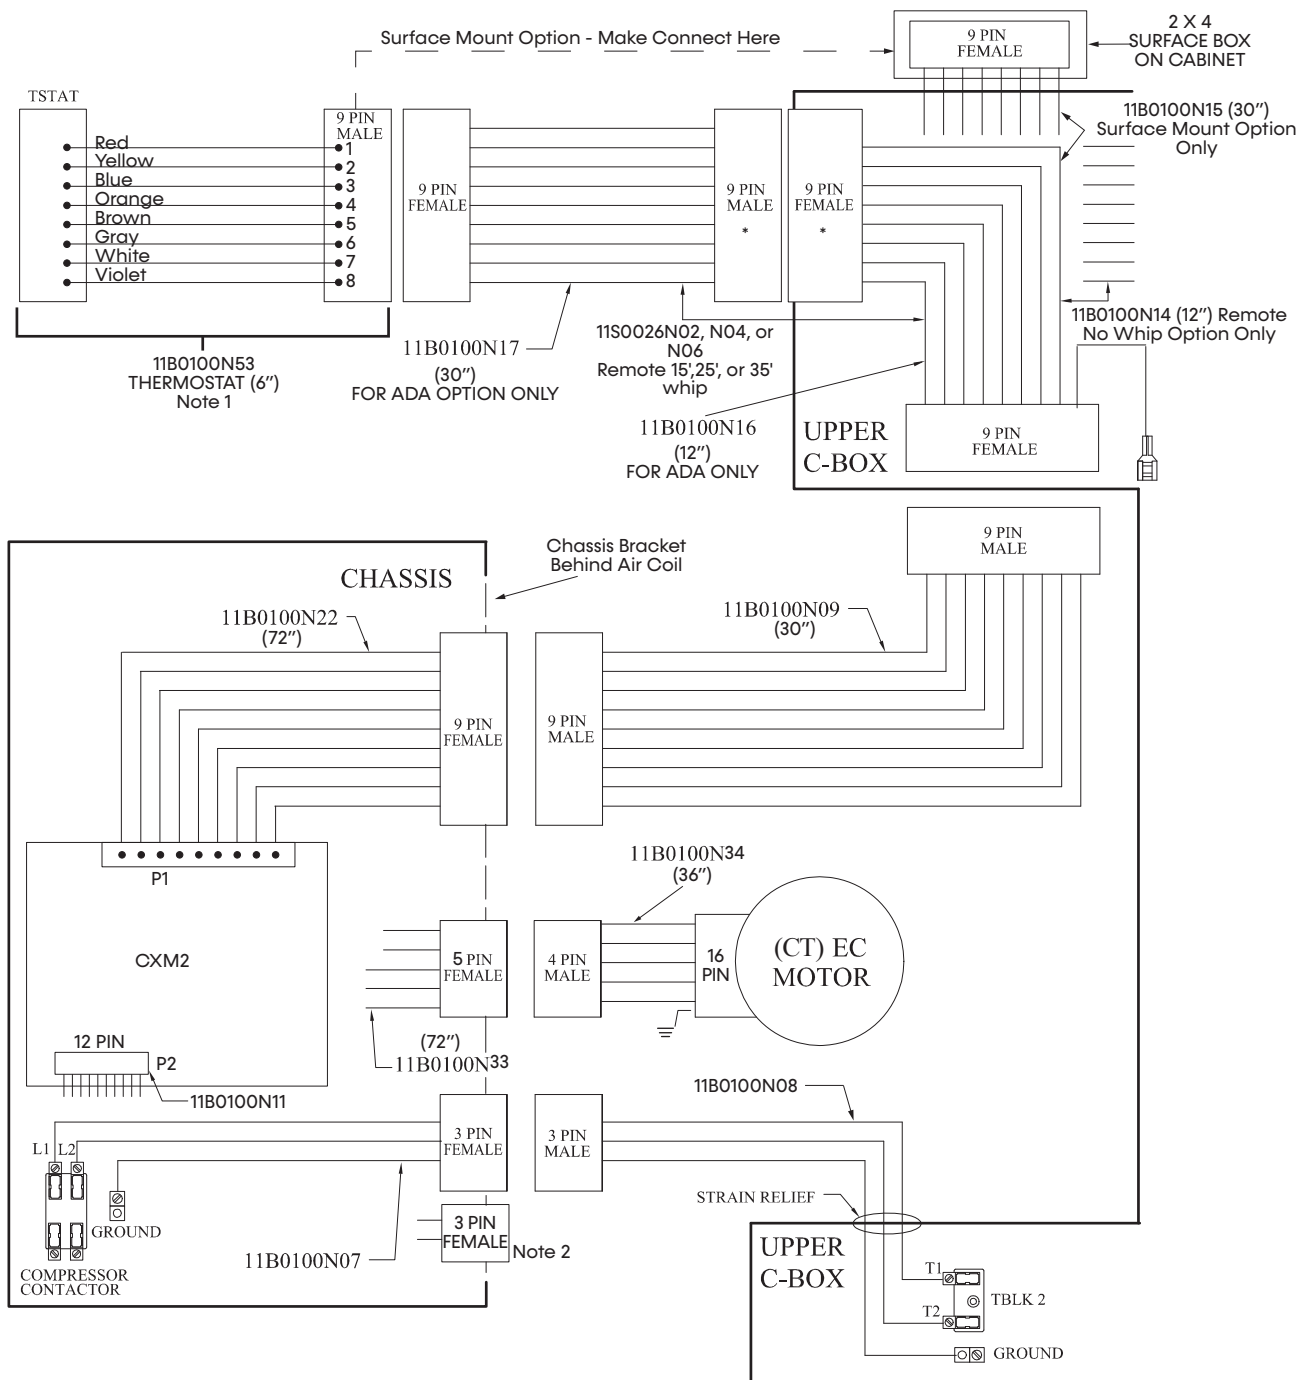 Surface Mount Option - Make Connect Here
9 PIN
FEMALE
2 X 4
SURFACE BOX
ON CABINET
TSTAT
9 PIN
MALE
Red
Yellow
Blue
Orange
Brown
Gray
White
Violet
1
2
3
4
5
6
7
8
9 PIN
FEMALE
9 PIN
MALE
*
9 PIN
FEMALE
*
11B0100N15 (30")
Surface Mount Option
Only
11B0100N53
THERMOSTAT (6")
Note 1
11B0100N17
(30")
FOR ADA OPTION ONLY
11S0026N02, N04, or
N06
Remote 15',25', or 35'
whip
11B0100N16
(12")
FOR ADA ONLY
11B0100N14 (12") Remote
No Whip Option Only
UPPER
C-BOX
9 PIN
FEMALE
9 PIN
MALE
Chassis Bracket
Behind Air Coil
CHASSIS
11B0100N22
(72")
11B0100N09
(30")
9 PIN
FEMALE
9 PIN
MALE
P1
CXM2
12 PIN
P2
11B0100N11
11B0100N34
(36")
5 PIN
FEMALE
4 PIN
MALE
16
PIN
(CT) EC
MOTOR
(72")
11B0100N33
11B0100N08
L1 L2
3 PIN
FEMALE
3 PIN
MALE
GROUND
COMPRESSOR
CONTACTOR
11B0100N07
3 PIN
FEMALE
Note 2
STRAIN RELIEF
UPPER
C-BOX
T1
T2
TBLK 2
GROUND